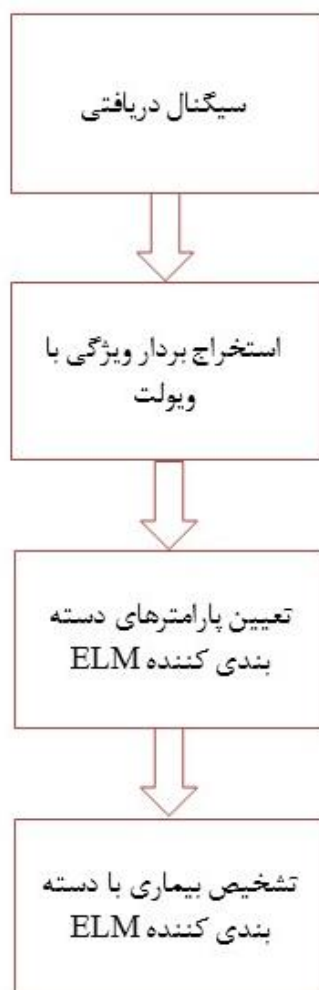 سیگنال دریافتی
استخراج بردار ویژگی با
ویولت
تعیین پارامترهای دسته
بندی کننده ELM
تشخیص بیماری با دسته
بندی کننده ELM